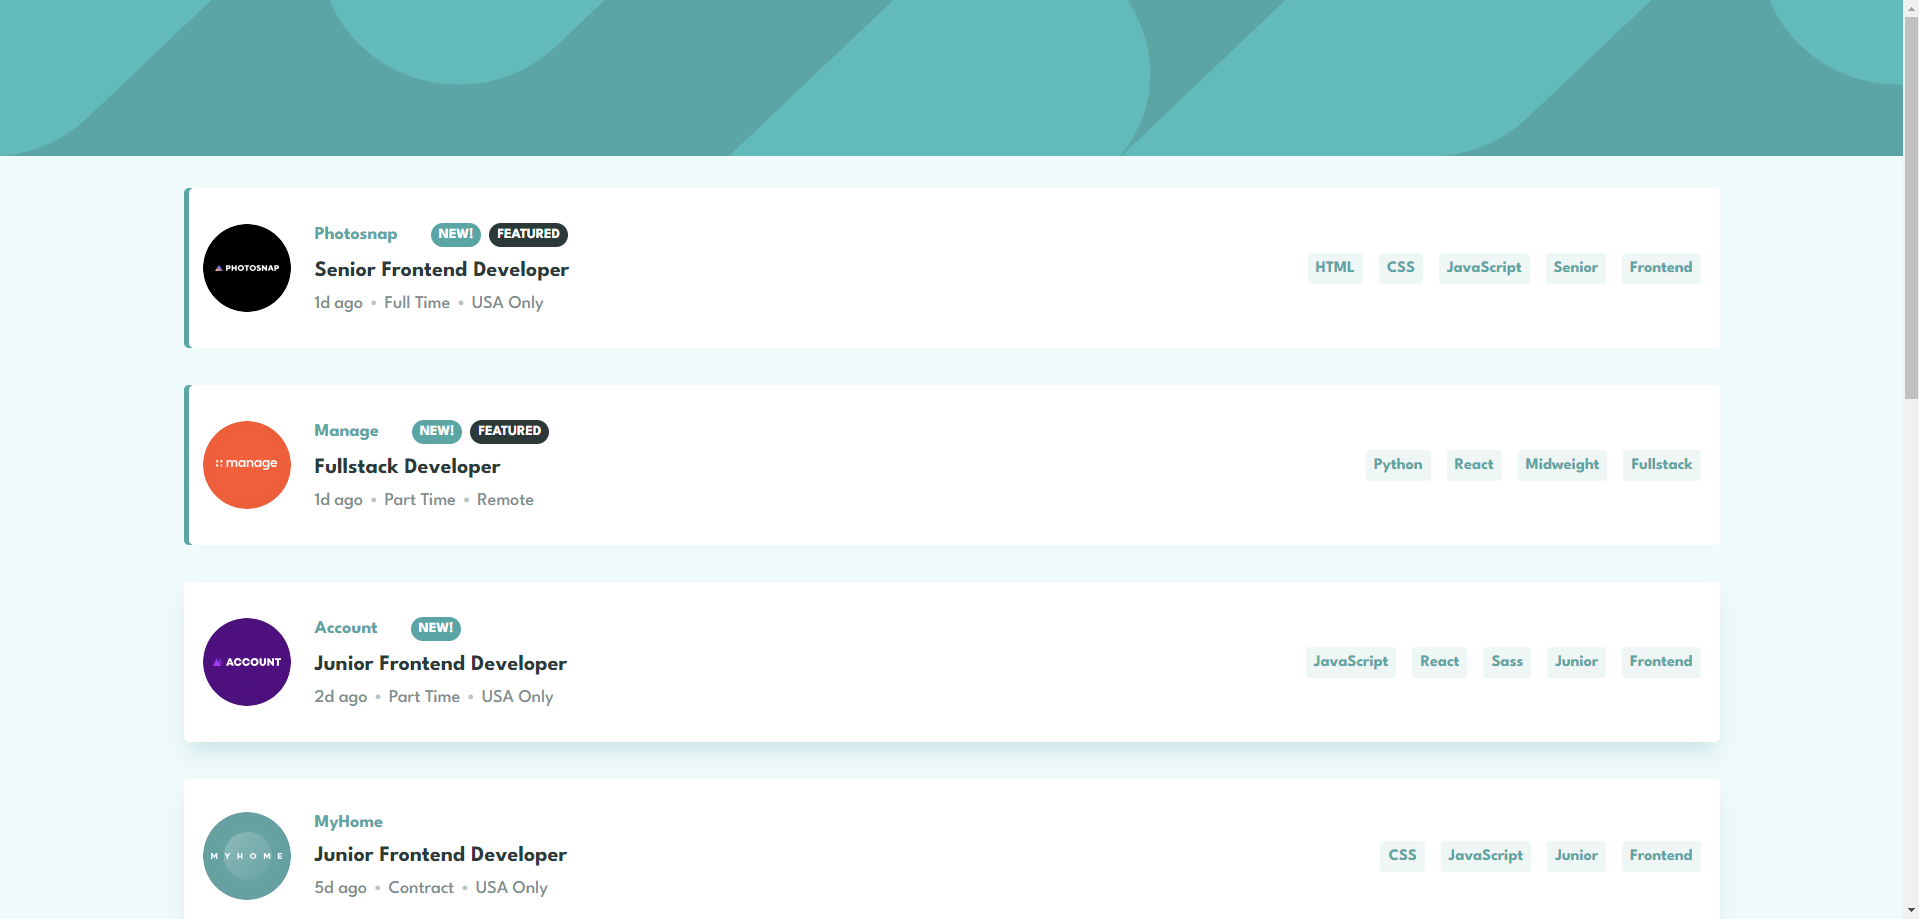 Photosnap NEW! FEATURED
PHOTOSNAP
Senior Frontend Developer
1d ago • Full Time • USA Only
HTML CSS JavaScript Senior Frontend
Manage NEW! FEATURED
manage
Fullstack Developer
1d ago • Part Time • Remote
Python React Midweight Fullstack
Account NEW!
ACCOUNT
Junior Frontend Developer
2d ago • Part Time • USA Only
JavaScript React Sass Junior Frontend
MyHome
MYHOME
Junior Frontend Developer
5d ago • Contract • USA Only
CSS JavaScript Junior Frontend